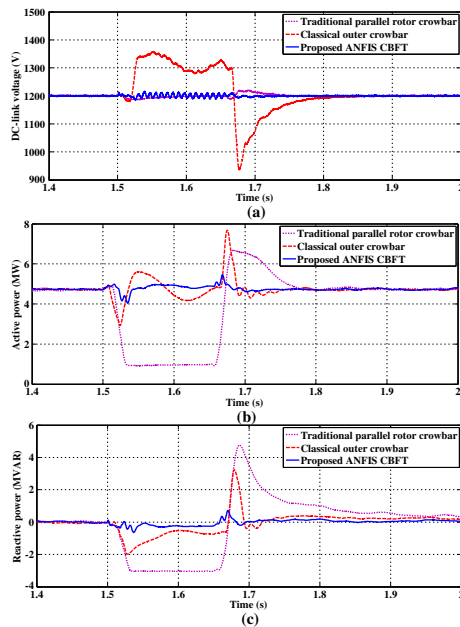 1500
1400
1300
1200
1100
1000
900
DC-link voltage (V)
Traditional parallel rotor crowbar
Classical outer crowbar
Proposed ANFIS CBFT
1.4 1.5 1.6 1.7 1.8 1.9 2
Time (s)
(a)
8
6
4
2
0
Active power (MW)
Traditional parallel rotor crowbar
Classical outer crowbar
Proposed ANFIS CBFT
1.4 1.5 1.6 1.7 1.8 1.9 2
Time (s)
(b)
6
4
2
0
-2
-4
Reactive power (MVAR)
Traditional parallel rotor crowbar
Classical outer crowbar
Proposed ANFIS CBFT
1.4 1.5 1.6 1.7 1.8 1.9 2
Time (s)
(c)